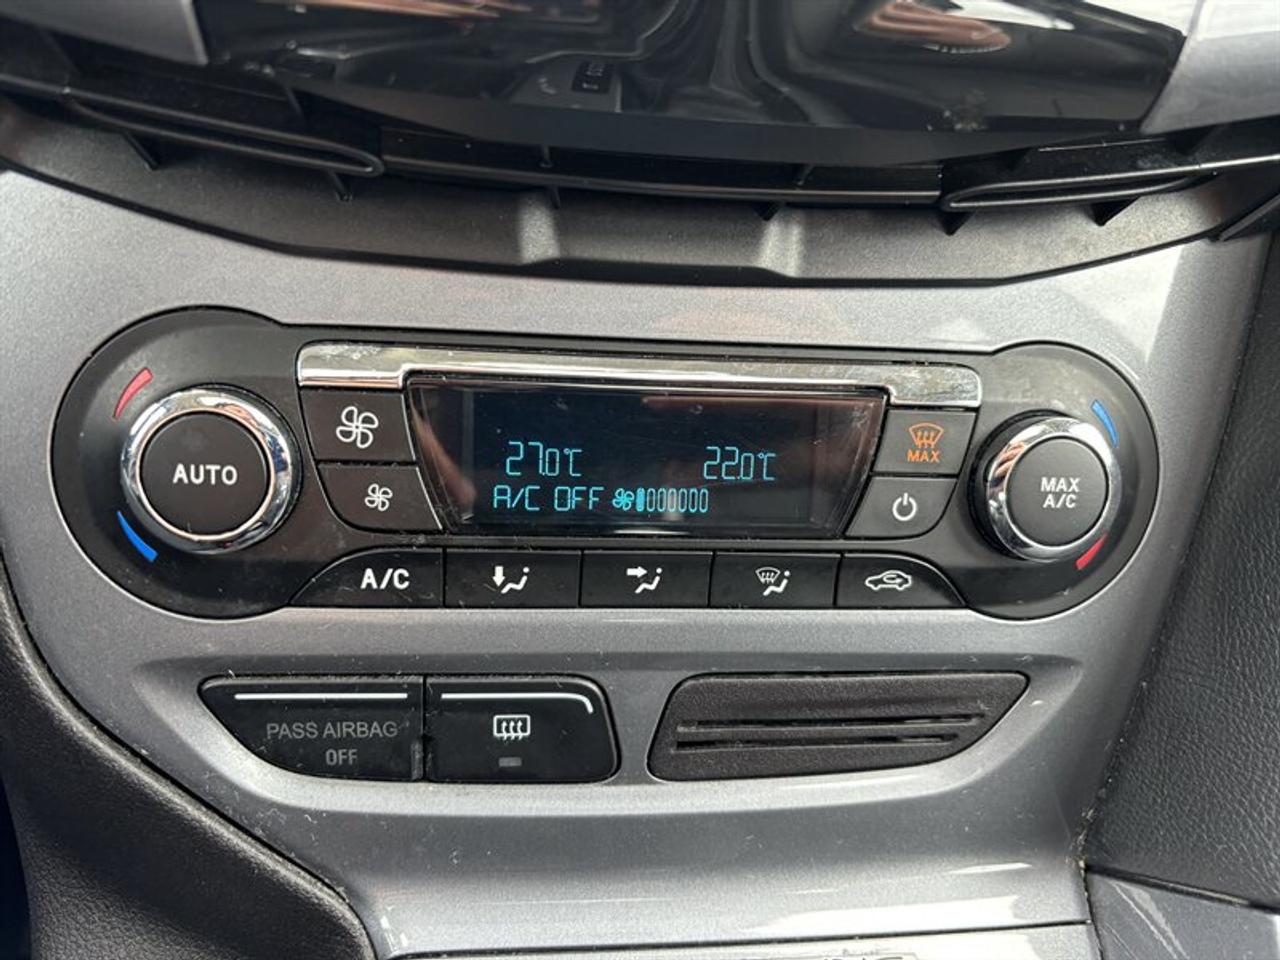 AUTO
27.0°C
22.0°C
A/C OFF
MAX
MAX
A/C
A/C
PASS AIRBAG
OFF